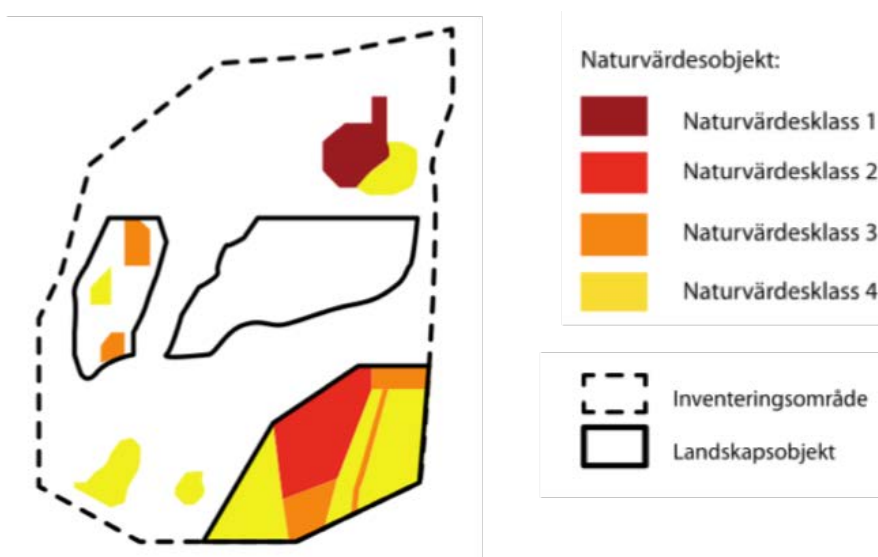 Naturvärdesobjekt:
Naturvärdesklass 1
Naturvärdesklass 2
Naturvärdesklass 3
Naturvärdesklass 4
Inventeringsområde
Landskapsobjekt